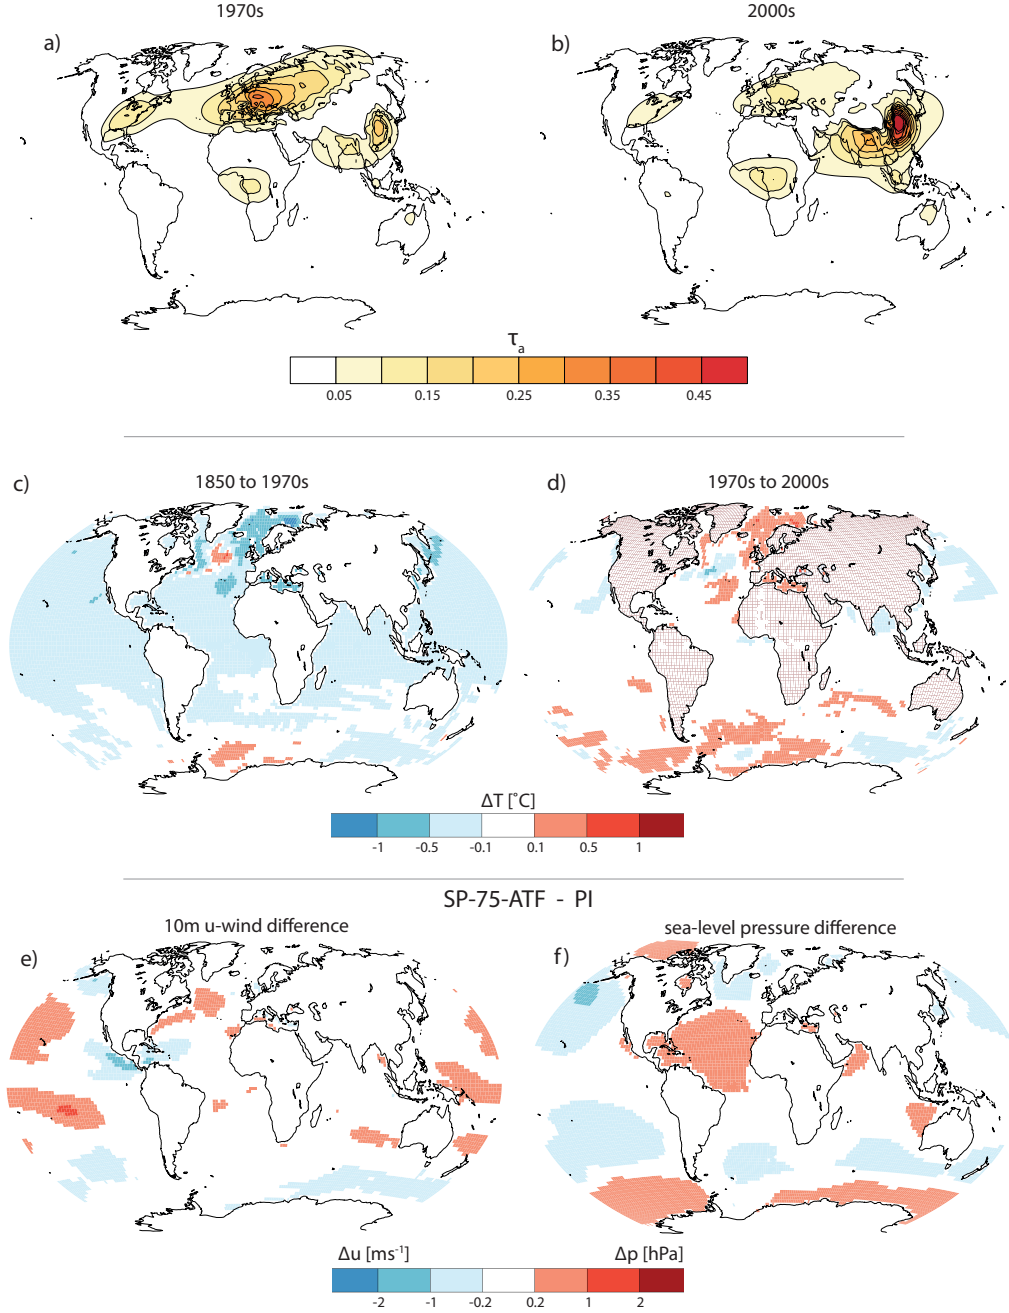 1970s
2000s
a)
b)
τa
0.05 0.15 0.25 0.35 0.45
c)
1850 to 1970s
d)
1970s to 2000s
ΔT [˚C]
-1 -0.5 -0.1 0.1 0.5 1
SP-75-ATF - PI
10m u-wind difference
sea-level pressure difference
e)
f)
Δu [ms-1]
Δp [hPa]
-2 -1 -0.2 0.2 1 2